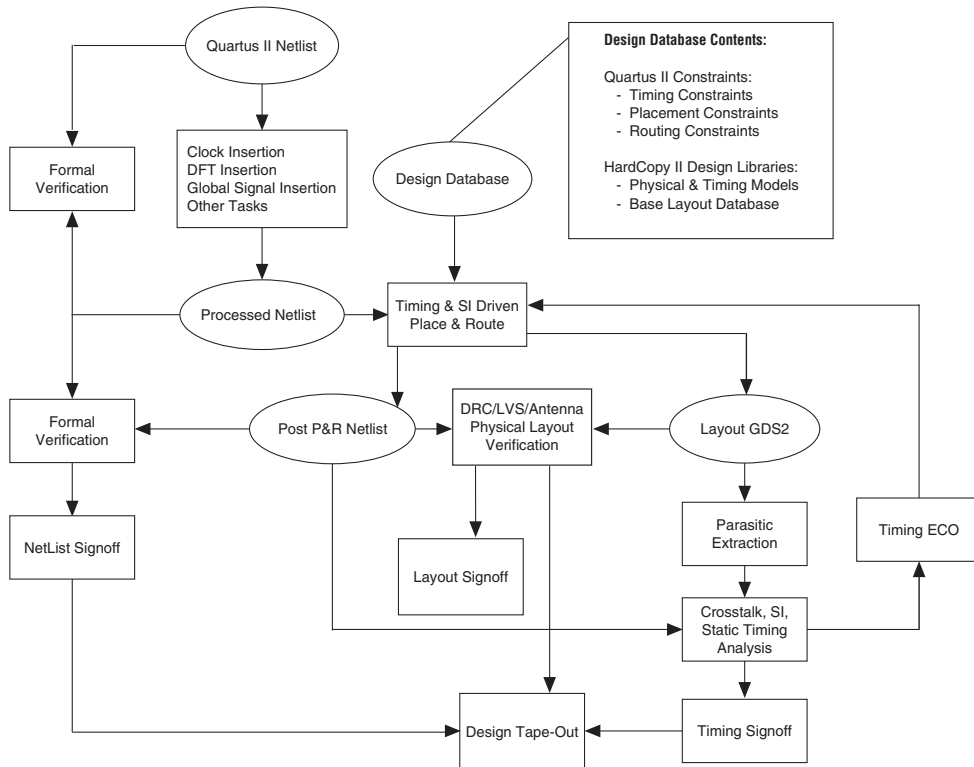 Quartus II Netlist
Design Database Contents:
Quartus II Constraints:
- Timing Constraints
- Placement Constraints
- Routing Constraints
HardCopy II Design Libraries:
- Physical & Timing Models
- Base Layout Database
Formal
Verification
Clock Insertion
DFT Insertion
Global Signal Insertion
Other Tasks
Design Database
Processed Netlist
Timing & SI Driven
Place & Route
Formal
Verification
Post P&R Netlist
DRC/LVS/Antenna
Physical Layout
Verification
Layout GDS2
NetList Signoff
Layout Signoff
Parasitic
Extraction
Timing ECO
Crosstalk, SI,
Static Timing
Analysis
Design Tape-Out
Timing Signoff